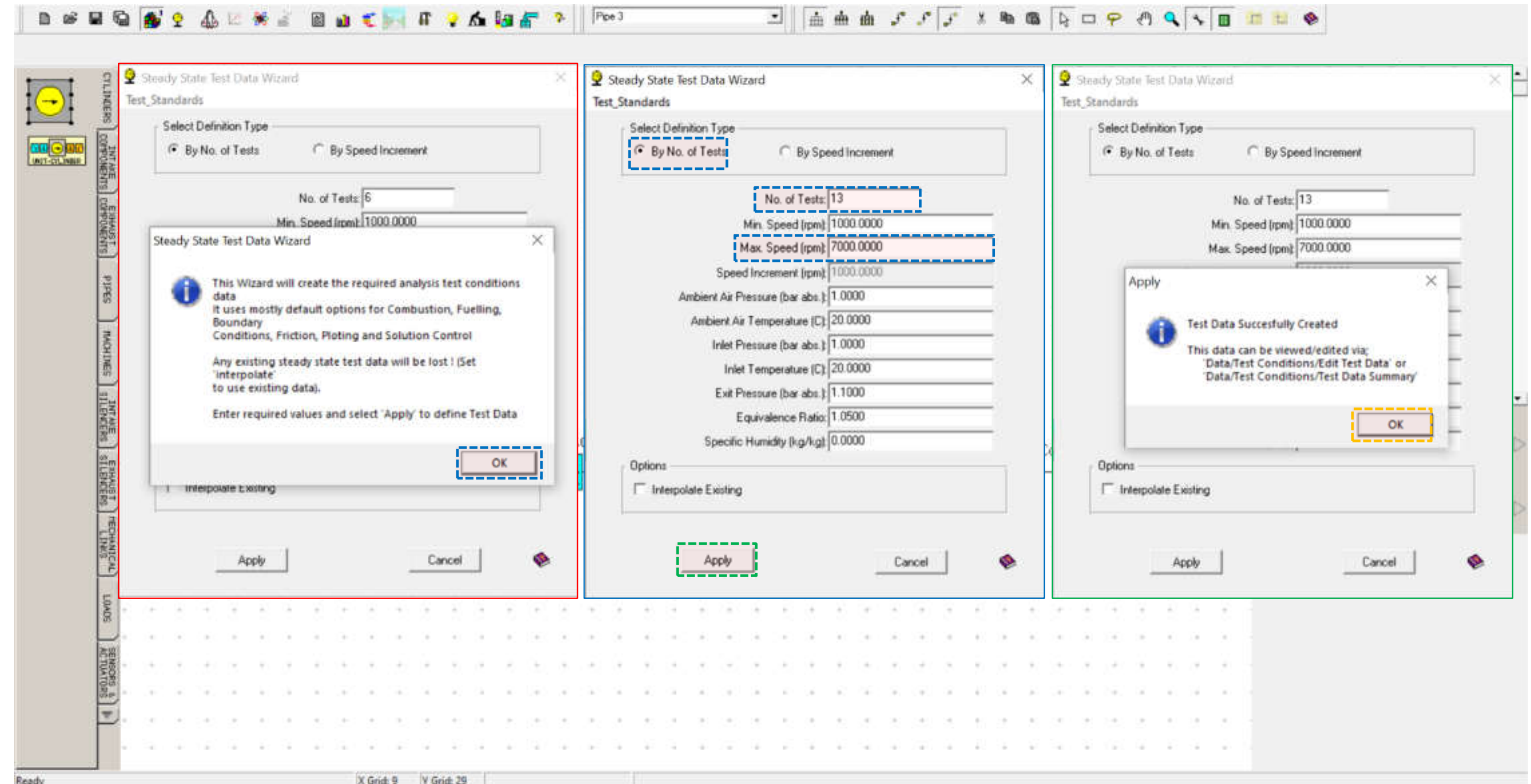 Pipe 3
CYLINDERS
INTAKE
COMPONENTS
EXHAUST
COMPONENTS
PIPES
MACHINES
INTAKE
SILENCERS
EXHAUST
SILENCERS
MECHANICAL
LINKS
LOADS
SENSORS &
ACTUATORS
UNIT-CYLINDER
Steady State Test Data Wizard
Test_Standards
Select Definition Type
By No. of Tests
By Speed Increment
No. of Tests: 6
Min. Speed (rpm): 1000.0000
Steady State Test Data Wizard
This Wizard will create the required analysis test conditions
data
It uses mostly default options for Combustion, Fuelling,
Boundary
Conditions, Friction, Ploting and Solution Control
Any existing steady state test data will be lost ! (Set
'Interpolate'
to use existing data).
Enter required values and select 'Apply' to define Test Data
OK
Interpolate Existing
Apply
Cancel
Steady State Test Data Wizard
Test_Standards
Select Definition Type
By No. of Tests
By Speed Increment
No. of Tests: 13
Min. Speed (rpm): 1000.0000
Max. Speed (rpm): 7000.0000
Speed Increment (rpm): 1000.0000
Ambient Air Pressure (bar abs.): 1.0000
Ambient Air Temperature (C): 20.0000
Inlet Pressure (bar abs.): 1.0000
Inlet Temperature (C): 20.0000
Exit Pressure (bar abs.): 1.1000
Equivalence Ratio: 1.0500
Specific Humidity (kg/kg): 0.0000
Options
Interpolate Existing
Apply
Cancel
Steady State Test Data Wizard
Test_Standards
Select Definition Type
By No. of Tests
By Speed Increment
No. of Tests: 13
Min. Speed (rpm): 1000.0000
Max. Speed (rpm): 7000.0000
Apply
Test Data Succesfully Created
This data can be viewed/edited via;
'Data/Test Conditions/Edit Test Data' or
'Data/Test Conditions/Test Data Summary'
OK
Options
Interpolate Existing
Apply
Cancel
Ready
X Grid: 9
Y Grid: 29